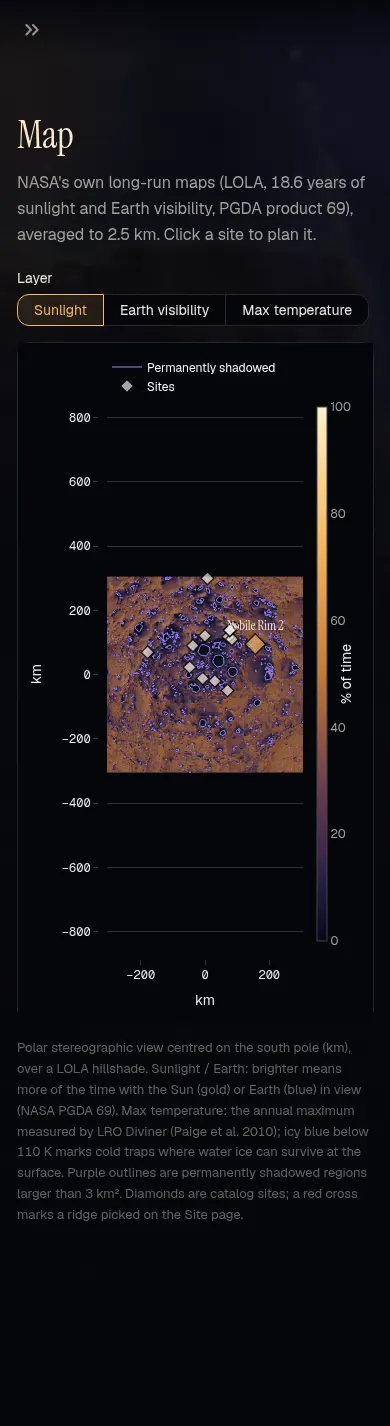 »
Map
NASA's own long-run maps (LOLA, 18.6 years of
sunlight and Earth visibility, PGDA product 69),
averaged to 2.5 km. Click a site to plan it.
Layer
Sunlight
Earth visibility
Max temperature
Permanently shadowed
Sites
800
600
400
200
0
−200
−400
−600
−800
km
Nobile Rim 2
100
80
60
40
20
0
% of time
−200
0
200
km
Polar stereographic view centred on the south pole (km),
over a LOLA hillshade. Sunlight / Earth: brighter means
more of the time with the Sun (gold) or Earth (blue) in view
(NASA PGDA 69). Max temperature: the annual maximum
measured by LRO Diviner (Paige et al. 2010); icy blue below
110 K marks cold traps where water ice can survive at the
surface. Purple outlines are permanently shadowed regions
larger than 3 km². Diamonds are catalog sites; a red cross
marks a ridge picked on the Site page.